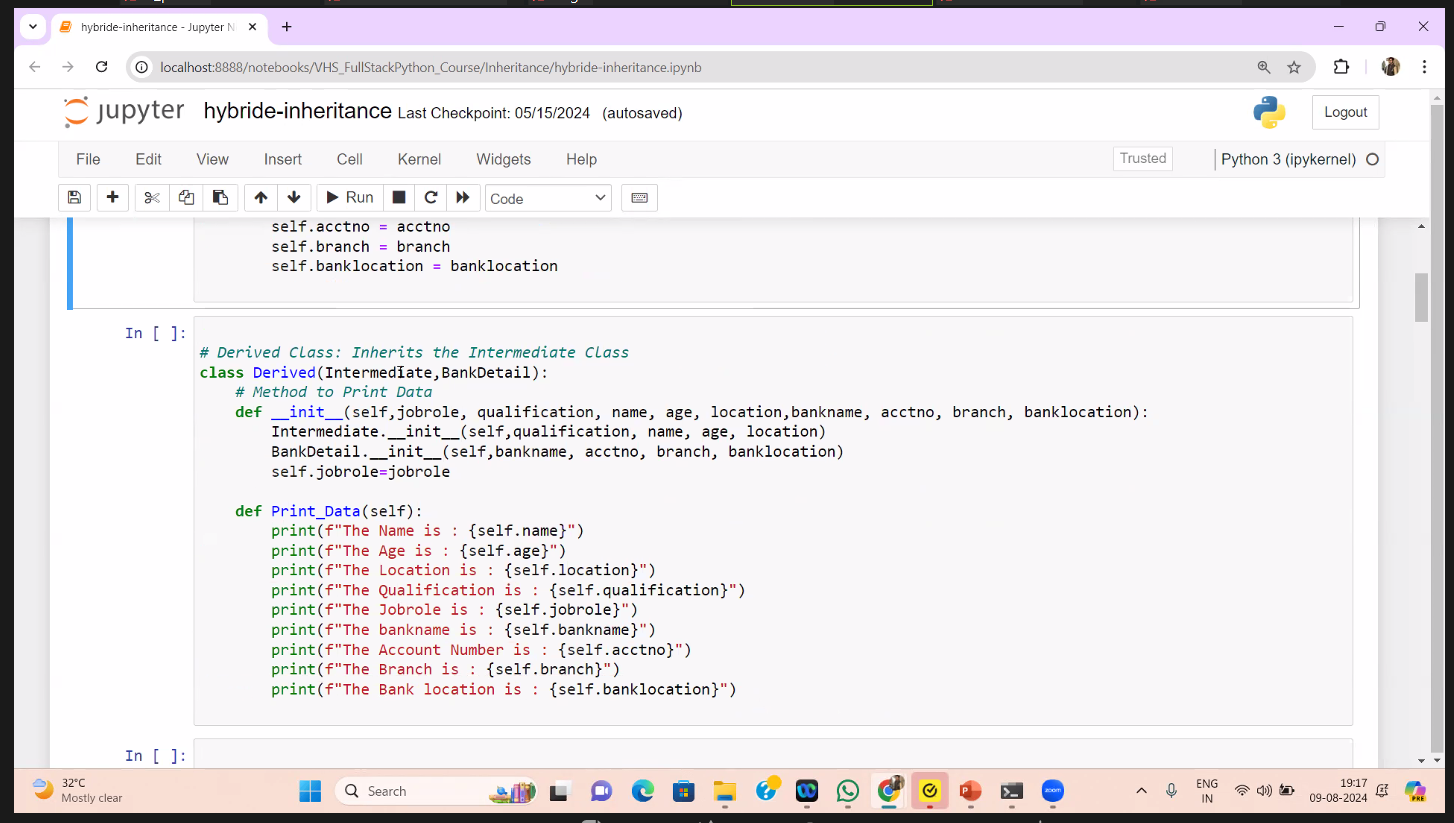 hybride-inheritance - Jupyter N
localhost:8888/notebooks/VHS_FullStackPython_Course/Inheritance/hybride-inheritance.ipynb
jupyter hybride-inheritance Last Checkpoint: 05/15/2024 (autosaved)
Logout
File Edit View Insert Cell Kernel Widgets Help
Trusted
Python 3 (ipykernel)
Run
Code
self.acctno = acctno
self.branch = branch
self.banklocation = banklocation
In [ ]:
# Derived Class: Inherits the Intermediate Class
class Derived(Intermediate,BankDetail):
# Method to Print Data
def __init__(self,jobrole, qualification, name, age, location,bankname, acctno, branch, banklocation):
Intermediate.__init__(self,qualification, name, age, location)
BankDetail.__init__(self,bankname, acctno, branch, banklocation)
self.jobrole=jobrole
def Print_Data(self):
print(f"The Name is : {self.name}")
print(f"The Age is : {self.age}")
print(f"The Location is : {self.location}")
print(f"The Qualification is : {self.qualification}")
print(f"The Jobrole is : {self.jobrole}")
print(f"The bankname is : {self.bankname}")
print(f"The Account Number is : {self.acctno}")
print(f"The Branch is : {self.branch}")
print(f"The Bank location is : {self.banklocation}")
In [ ]:
32°C
Mostly clear
Search
zoom
ENG
IN
19:17
09-08-2024
PRE